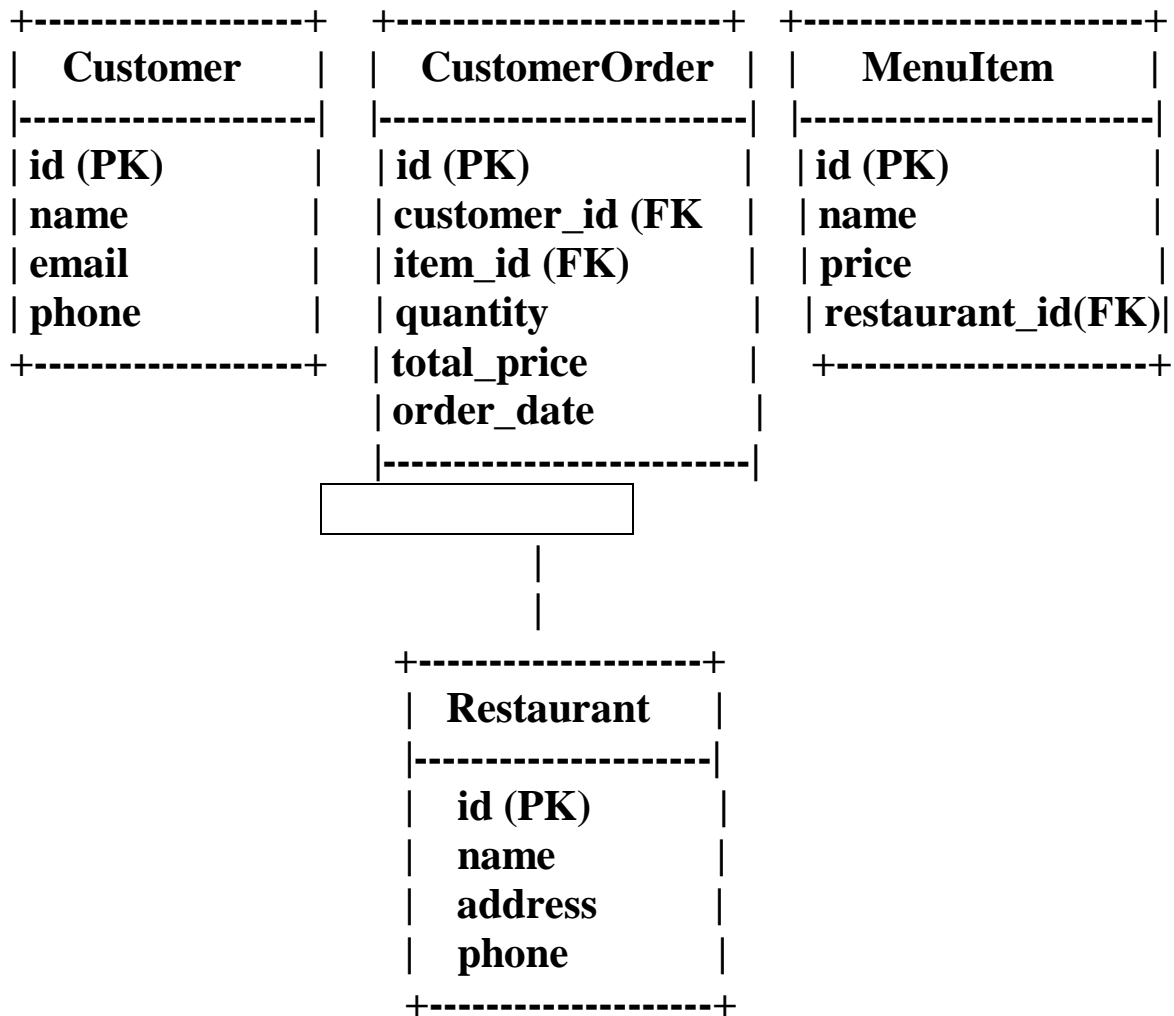 Customer
id (PK)
name
email
phone
CustomerOrder
id (PK)
customer_id (FK
item_id (FK)
quantity
total_price
order_date
MenuItem
id (PK)
name
price
restaurant_id(FK)
Restaurant
id (PK)
name
address
phone